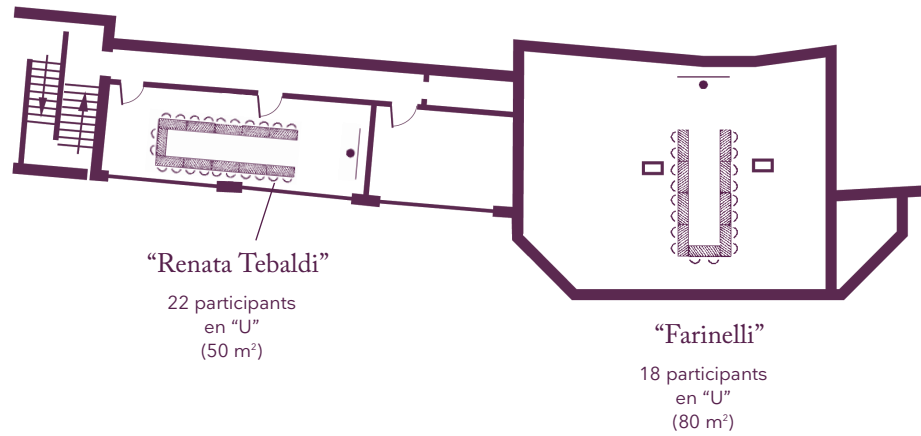 “Renata Tebaldi”
22 participants
en “U”
(50 m²)
“Farinelli”
18 participants
en “U”
(80 m²)